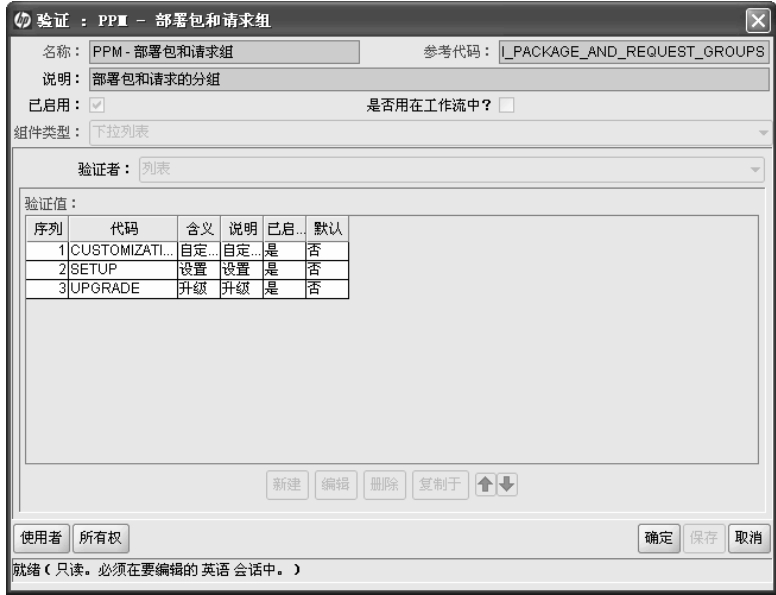 验证 : PPM - 部署包和请求组
名称： PPM - 部署包和请求组 参考代码： I_PACKAGE_AND_REQUEST_GROUPS
说明： 部署包和请求的分组
已启用： 是否用在工作流中？
组件类型： 下拉列表
验证者： 列表
验证值：
序列 代码 含义 说明 已启... 默认
1 CUSTOMIZATI... 自定... 自定... 是 否
2 SETUP 设置 设置 是 否
3 UPGRADE 升级 升级 是 否
新建 编辑 删除 复制于
使用者 所有权 确定 保存 取消
就绪 ( 只读。必须在要编辑的 英语 会话中。 )